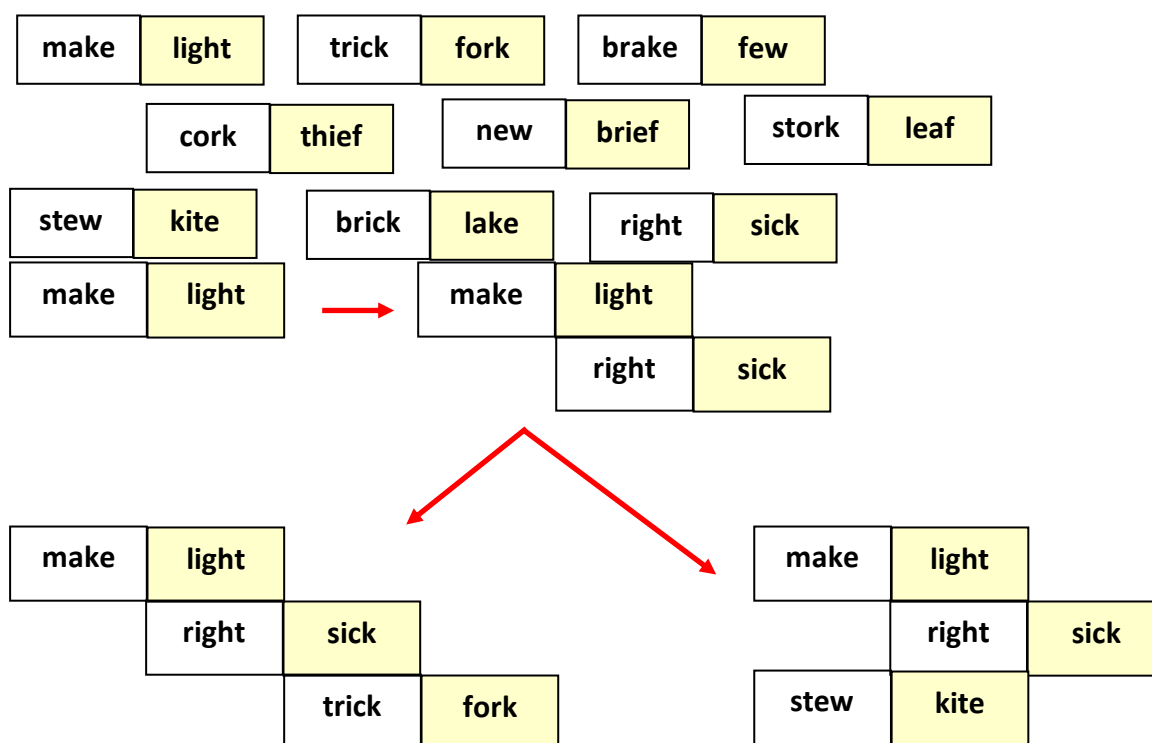 make light trick fork brake few
cork thief new brief stork leaf
stew kite brick lake right sick
make light make light
right sick
make light make light
right sick right sick
trick fork stew kite